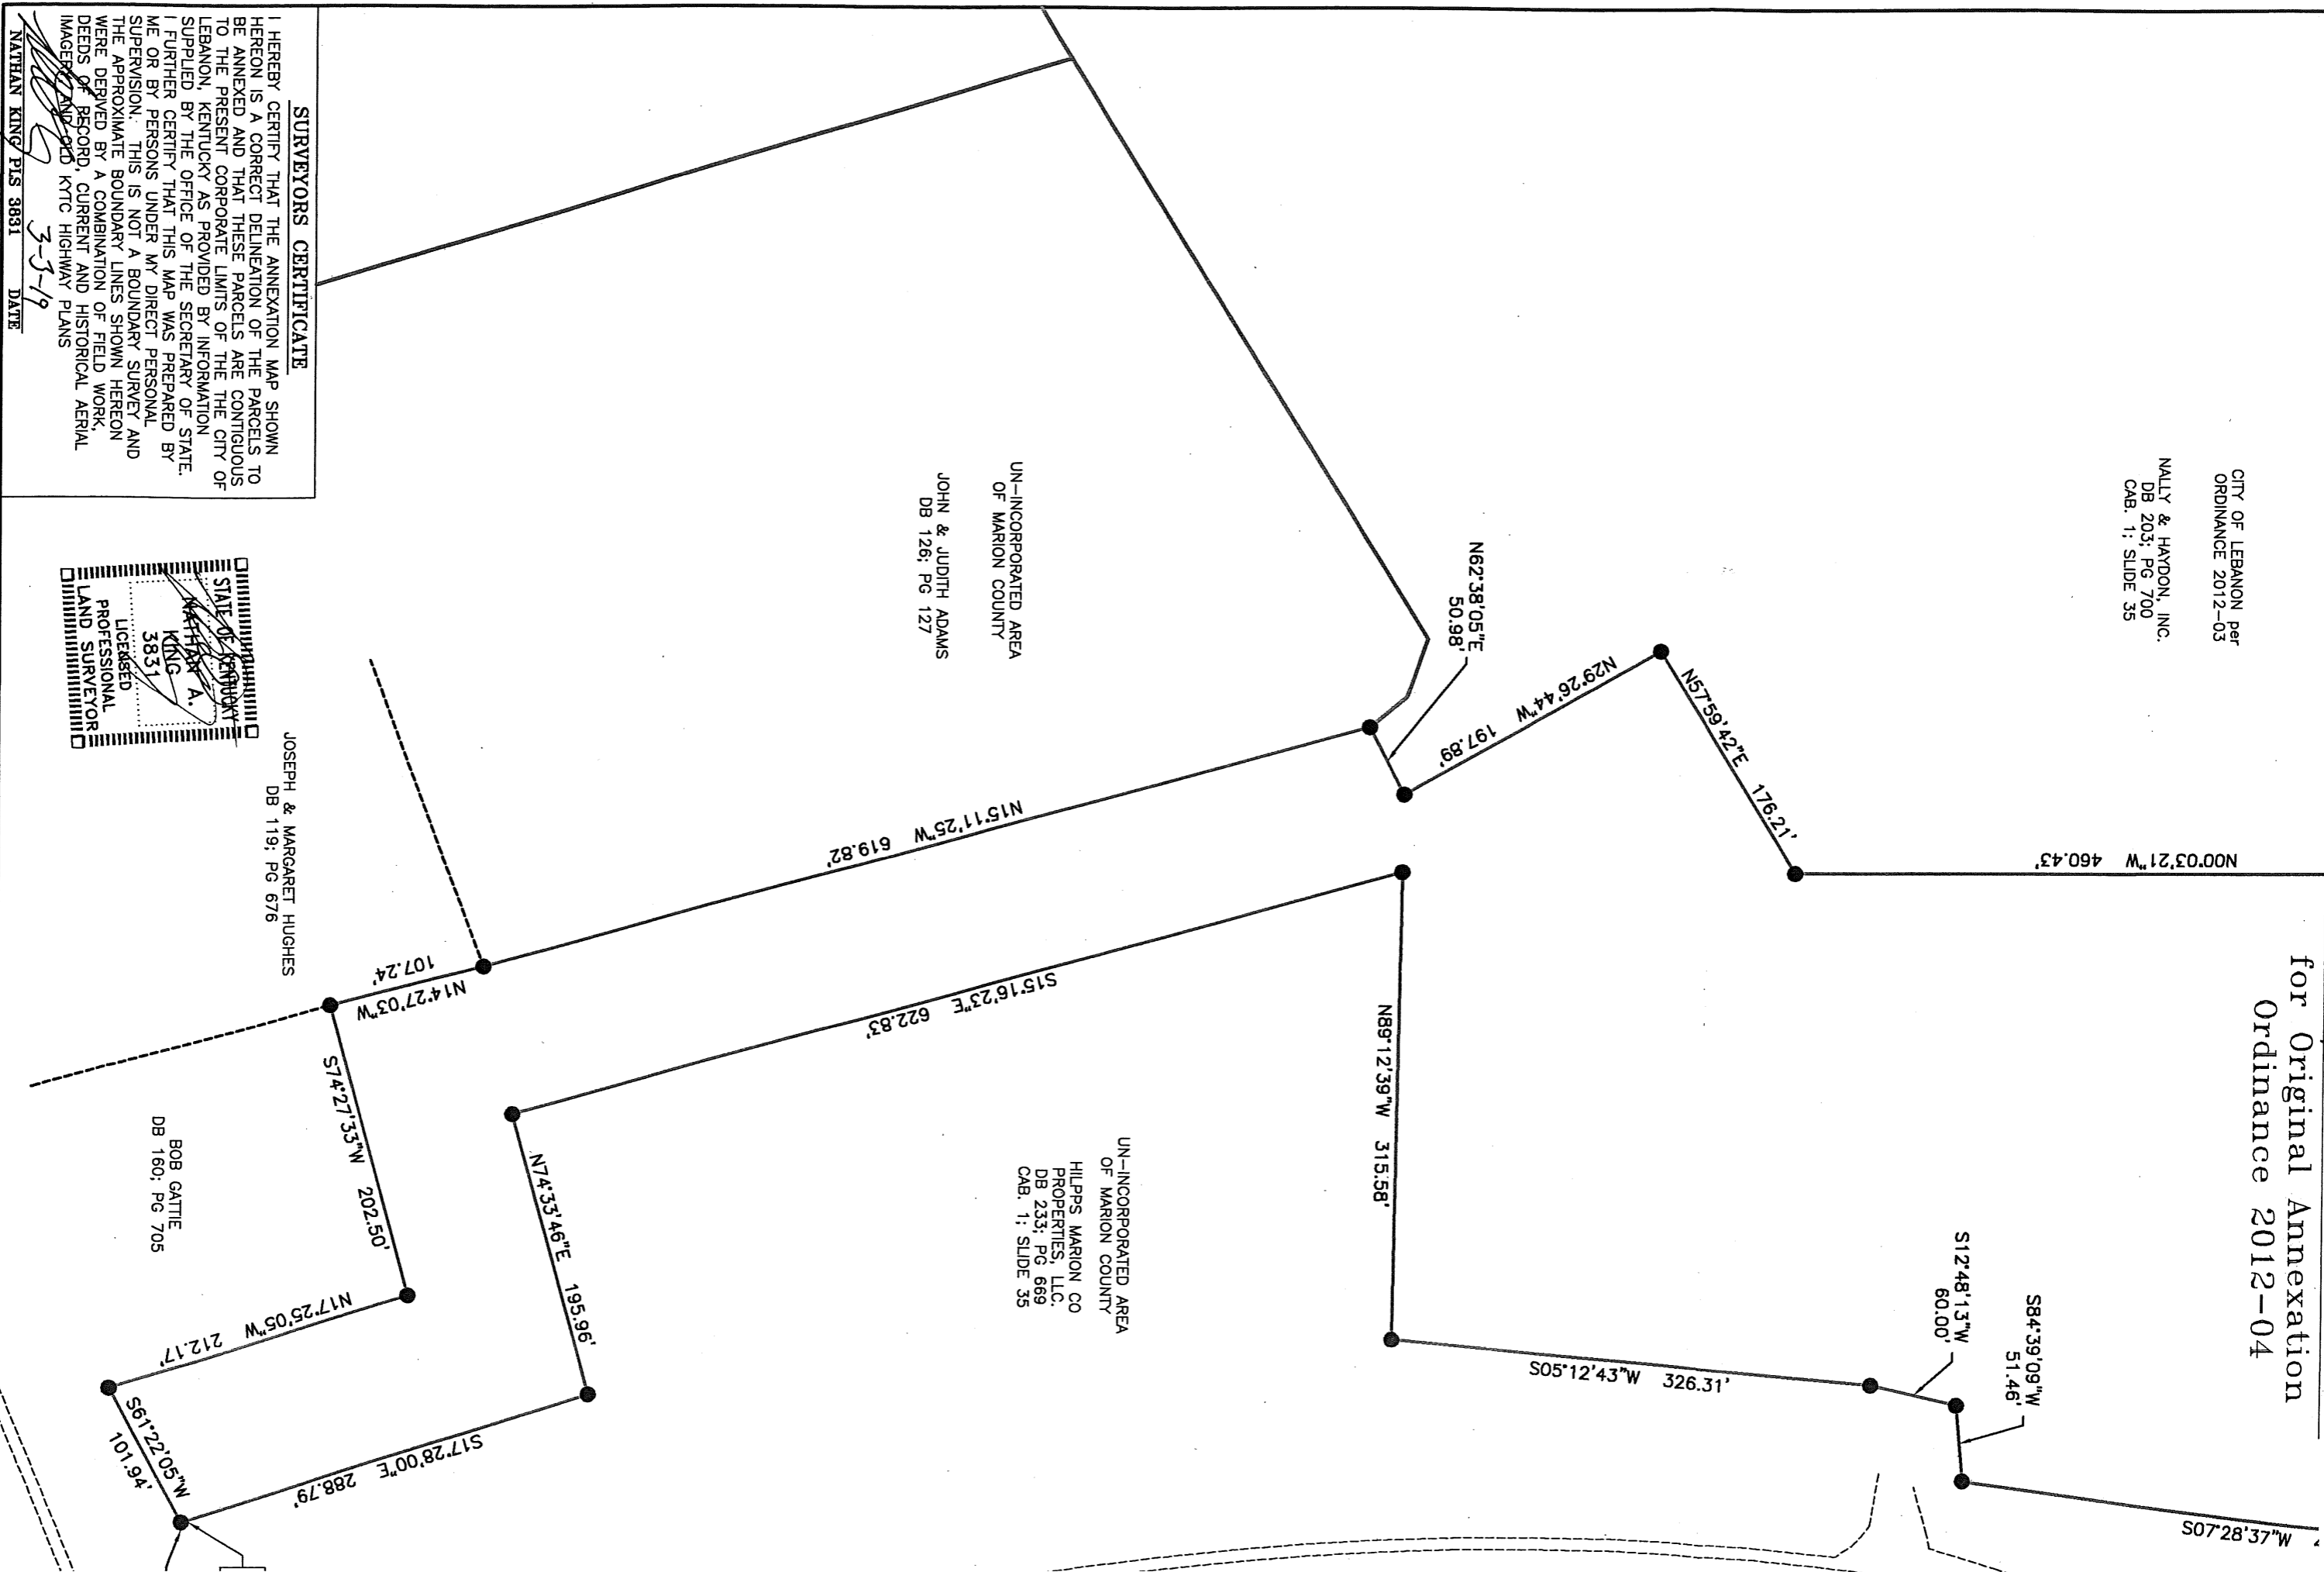 for Original Annexation
Ordinance 2012-04
CITY OF LEBANON per
ORDINANCE 2012-03
NALLY & HAYDON, INC.
DB 203; PG 700
CAB. 1; SLIDE 35
N00°03'21"W 460.43'
N57°59'42"E 176.21'
N29°26'44"W 197.89'
N62°38'05"E
50.98'
S84°39'09"W
51.46'
S12°48'13"W
60.00'
S07°28'37"W
S05°12'43"W 326.31'
N89°12'39"W 315.58'
UN-INCORPORATED AREA
OF MARION COUNTY
HILPPS MARION CO
PROPERTIES, LLC.
DB 233; PG 669
CAB. 1; SLIDE 35
UN-INCORPORATED AREA
OF MARION COUNTY
JOHN & JUDITH ADAMS
DB 126; PG 127
N15°11'25"W 619.82'
S15°16'23"E 622.83'
N74°33'46"E 195.96'
S17°28'00"E 288.79'
N14°27'03"W
107.24'
S74°27'33"W 202.50'
N17°25'05"W 212.17'
S61°22'05"W
101.94'
JOSEPH & MARGARET HUGHES
DB 119; PG 676
BOB GATTIE
DB 160; PG 705
SURVEYORS CERTIFICATE
I HEREBY CERTIFY THAT THE ANNEXATION MAP SHOWN
HEREON IS A CORRECT DELINEATION OF THE PARCELS TO
BE ANNEXED AND THAT THESE PARCELS ARE CONTIGUOUS
TO THE PRESENT CORPORATE LIMITS OF THE THE CITY OF
LEBANON, KENTUCKY AS PROVIDED BY INFORMATION
SUPPLIED BY THE OFFICE OF THE SECRETARY OF STATE.
I FURTHER CERTIFY THAT THIS MAP WAS PREPARED BY
ME OR BY PERSONS UNDER MY DIRECT PERSONAL
SUPERVISION. THIS IS NOT A BOUNDARY SURVEY AND
THE APPROXIMATE BOUNDARY LINES SHOWN HEREON
WERE DERIVED BY A COMBINATION OF FIELD WORK,
DEEDS OF RECORD, CURRENT AND HISTORICAL AERIAL
IMAGERY AND OLD KYTC HIGHWAY PLANS
3-3-19
NATHAN KING PLS 3831 DATE
STATE OF KENTUCKY
NATHAN A.
KING
3831
LICENSED
PROFESSIONAL
LAND SURVEYOR